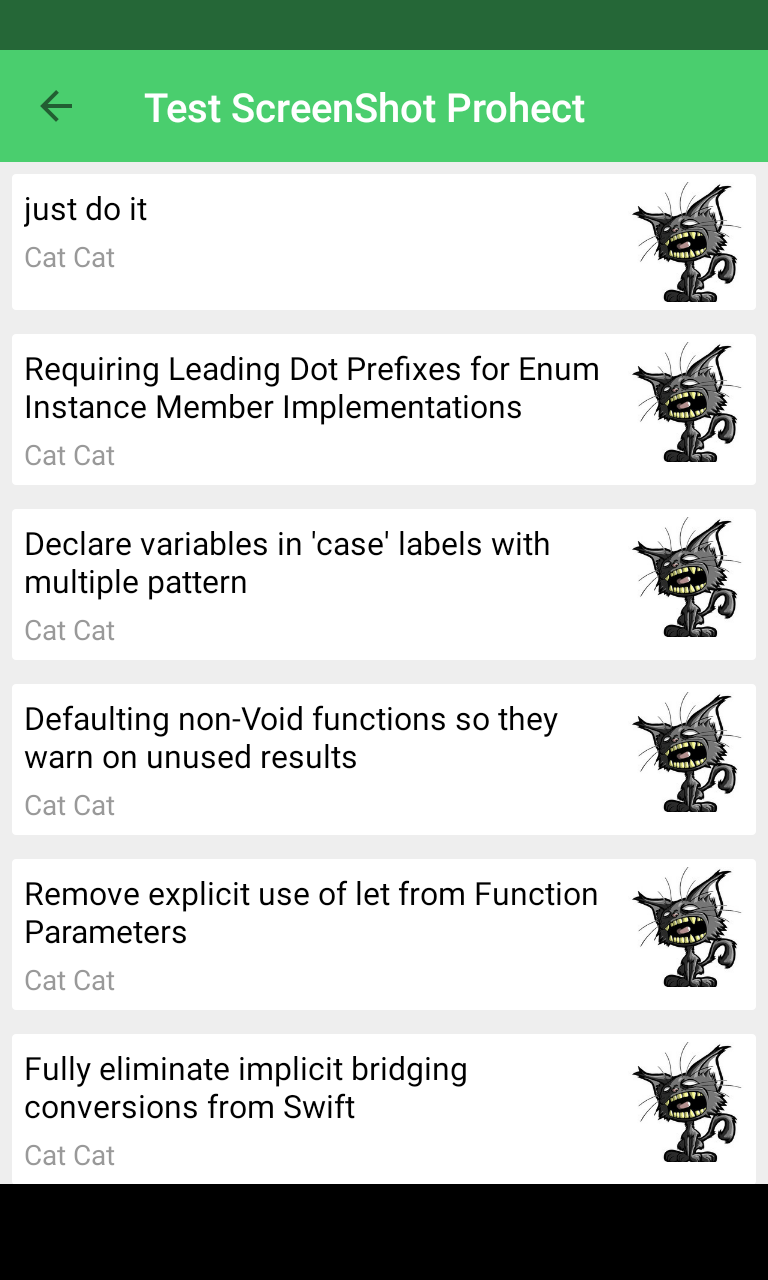 Test ScreenShot Prohect
just do it
Cat Cat
Requiring Leading Dot Prefixes for Enum
Instance Member Implementations
Cat Cat
Declare variables in 'case' labels with
multiple pattern
Cat Cat
Defaulting non-Void functions so they
warn on unused results
Cat Cat
Remove explicit use of let from Function
Parameters
Cat Cat
Fully eliminate implicit bridging
conversions from Swift
Cat Cat